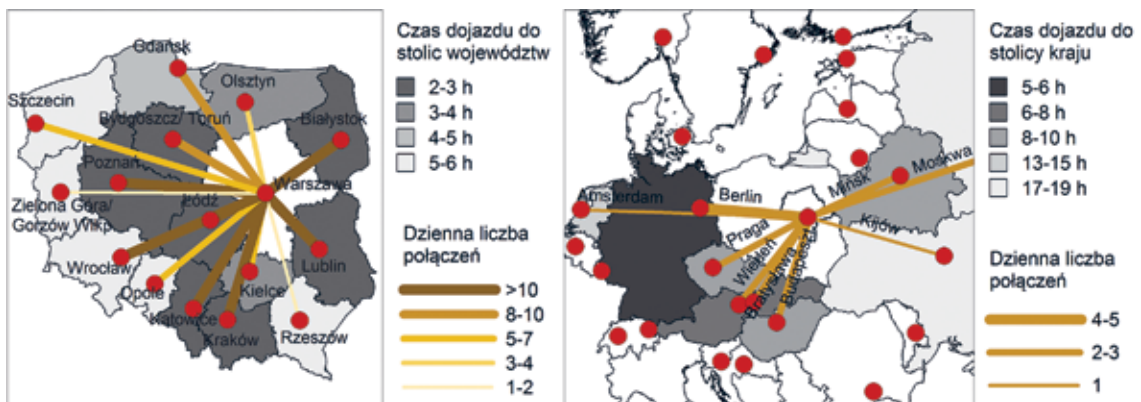 Gdańsk
Olsztyn
Szczecin
Bydgoszcz/ Toruń
Białystok
Poznań
Warszawa
Łódź
Zielona Góra/
Gorzów Wlkp
Wrocław
Lublin
Opole
Kielce
Katowice
Kraków
Rzeszów
Czas dojazdu do
stolic województw
2-3 h
3-4 h
4-5 h
5-6 h
Dzienna liczba
połączeń
>10
8-10
5-7
3-4
1-2
Amsterdam
Berlin
Mińsk
Moskwa
Praga
Wiedeń
Bratysława
Budapeszt
Kijów
Czas dojazdu do
stolicy kraju
5-6 h
6-8 h
8-10 h
13-15 h
17-19 h
Dzienna liczba
połączeń
4-5
2-3
1